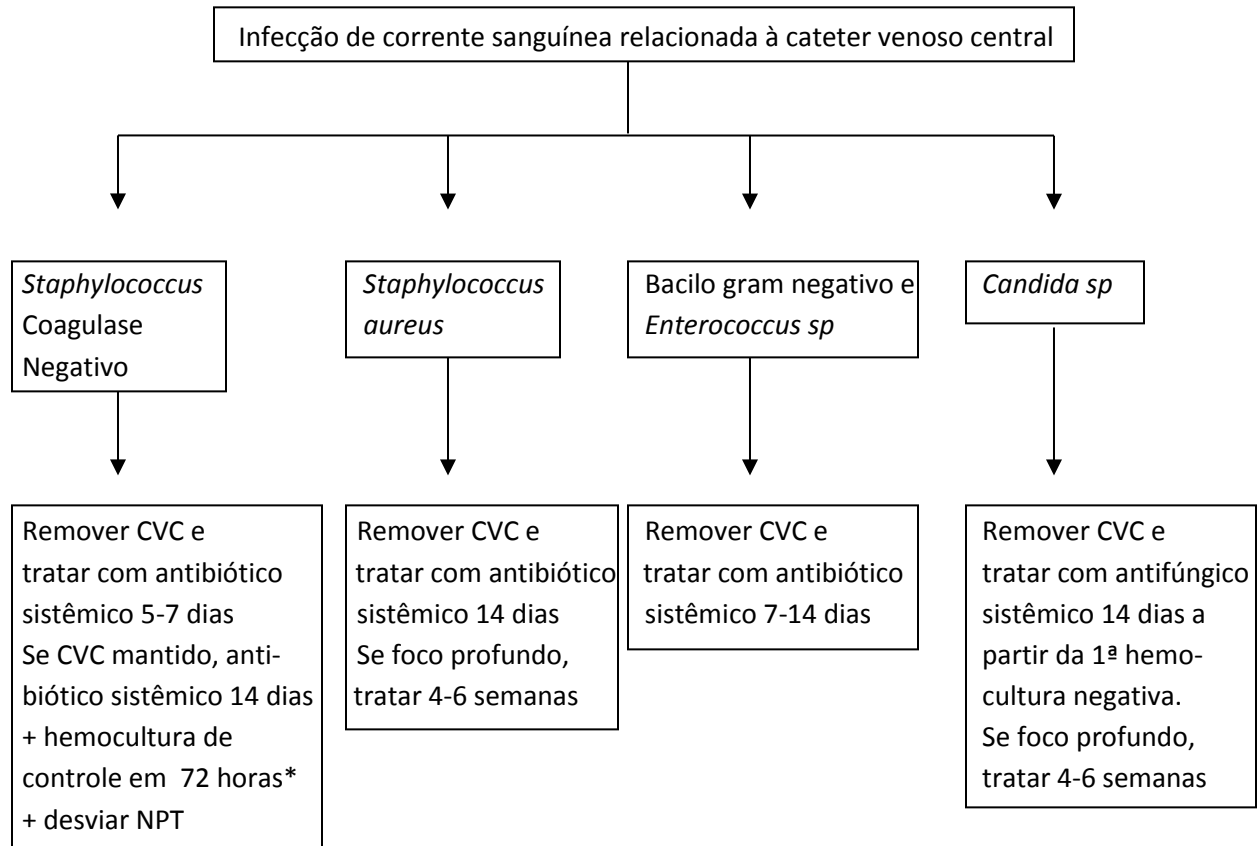 Infecção de corrente sanguínea relacionada à cateter venoso central
Staphylococcus
Coagulase
Negativo
Staphylococcus
aureus
Bacilo gram negativo e
Enterococcus sp
Candida sp
Remover CVC e
tratar com antibiótico
sistêmico 5-7 dias
Se CVC mantido, anti-
biótico sistêmico 14 dias
+ hemocultura de
controle em 72 horas*
+ desviar NPT
Remover CVC e
tratar com antibiótico
sistêmico 14 dias
Se foco profundo,
tratar 4-6 semanas
Remover CVC e
tratar com antibiótico
sistêmico 7-14 dias
Remover CVC e
tratar com antifúngico
sistêmico 14 dias a
partir da 1ª hemo-
cultura negativa.
Se foco profundo,
tratar 4-6 semanas